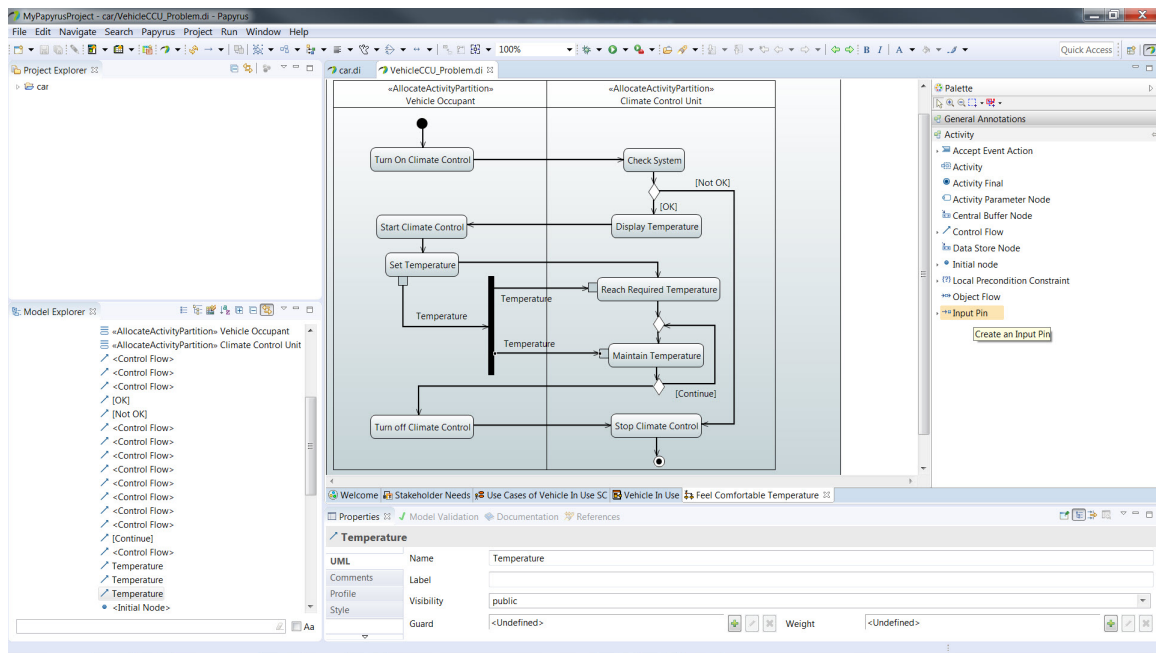 MyPapyrusProject - car/VehicleCCU_Problem.di - Papyrus
File Edit Navigate Search Papyrus Project Run Window Help
100%
B I A
Quick Access
Project Explorer
car
car.di
VehicleCCU_Problem.di
«AllocateActivityPartition»
Vehicle Occupant
«AllocateActivityPartition»
Climate Control Unit
Turn On Climate Control
Check System
[Not OK]
[OK]
Start Climate Control
Display Temperature
Set Temperature
Reach Required Temperature
Temperature
Temperature
Temperature
Maintain Temperature
[Continue]
Turn off Climate Control
Stop Climate Control
Palette
General Annotations
Activity
Accept Event Action
Activity
Activity Final
Activity Parameter Node
Central Buffer Node
Control Flow
Data Store Node
Initial node
Local Precondition Constraint
Object Flow
Input Pin
Create an Input Pin
Model Explorer
«AllocateActivityPartition» Vehicle Occupant
«AllocateActivityPartition» Climate Control Unit
<Control Flow>
<Control Flow>
<Control Flow>
[OK]
[Not OK]
<Control Flow>
<Control Flow>
<Control Flow>
<Control Flow>
<Control Flow>
<Control Flow>
<Control Flow>
<Control Flow>
[Continue]
<Control Flow>
Temperature
Temperature
Temperature
<Initial Node>
Aa
Welcome
Stakeholder Needs
Use Cases of Vehicle In Use SC
Vehicle In Use
Feel Comfortable Temperature
Properties
Model Validation
Documentation
References
Temperature
UML
Comments
Profile
Style
Name
Temperature
Label
Visibility
public
Guard
<Undefined>
Weight
<Undefined>